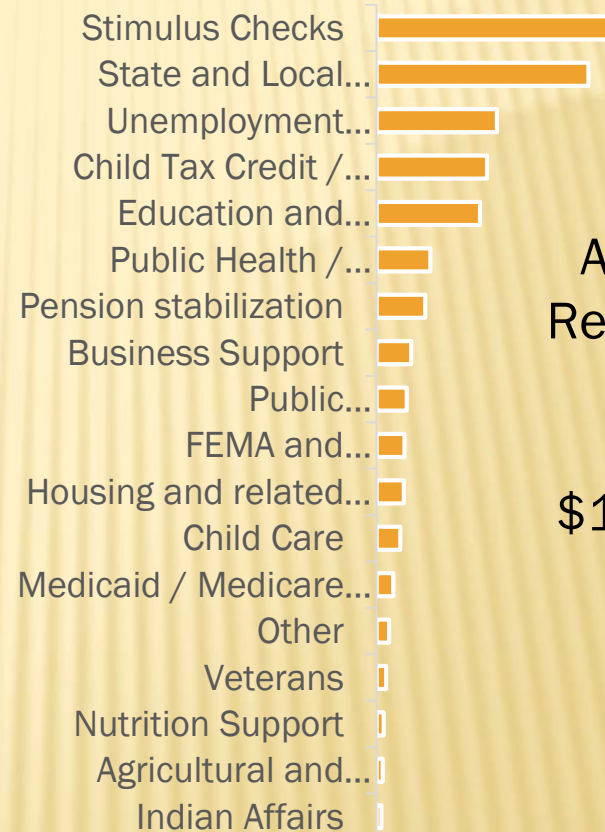 Stimulus Checks
State and Local...
Unemployment...
Child Tax Credit /...
Education and...
Public Health /...
Pension stabilization
Business Support
Public...
FEMA and...
Housing and related...
Child Care
Medicaid / Medicare...
Other
Veterans
Nutrition Support
Agricultural and...
Indian Affairs
A
Re
$1